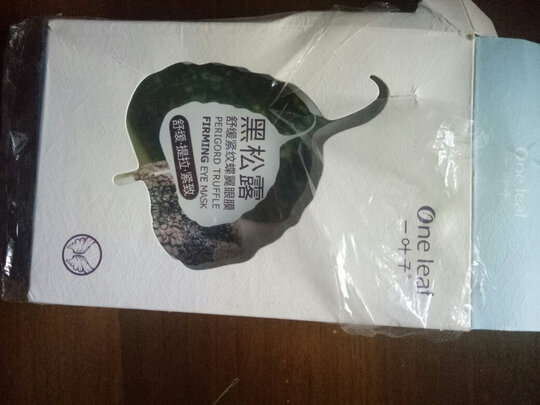 One leaf
一叶子
黑松露
舒缓紧纹蝶翼眼膜
PERIGORD TRUFFLE
FIRMING EYE MASK
舒缓·提拉·紧致
One leaf